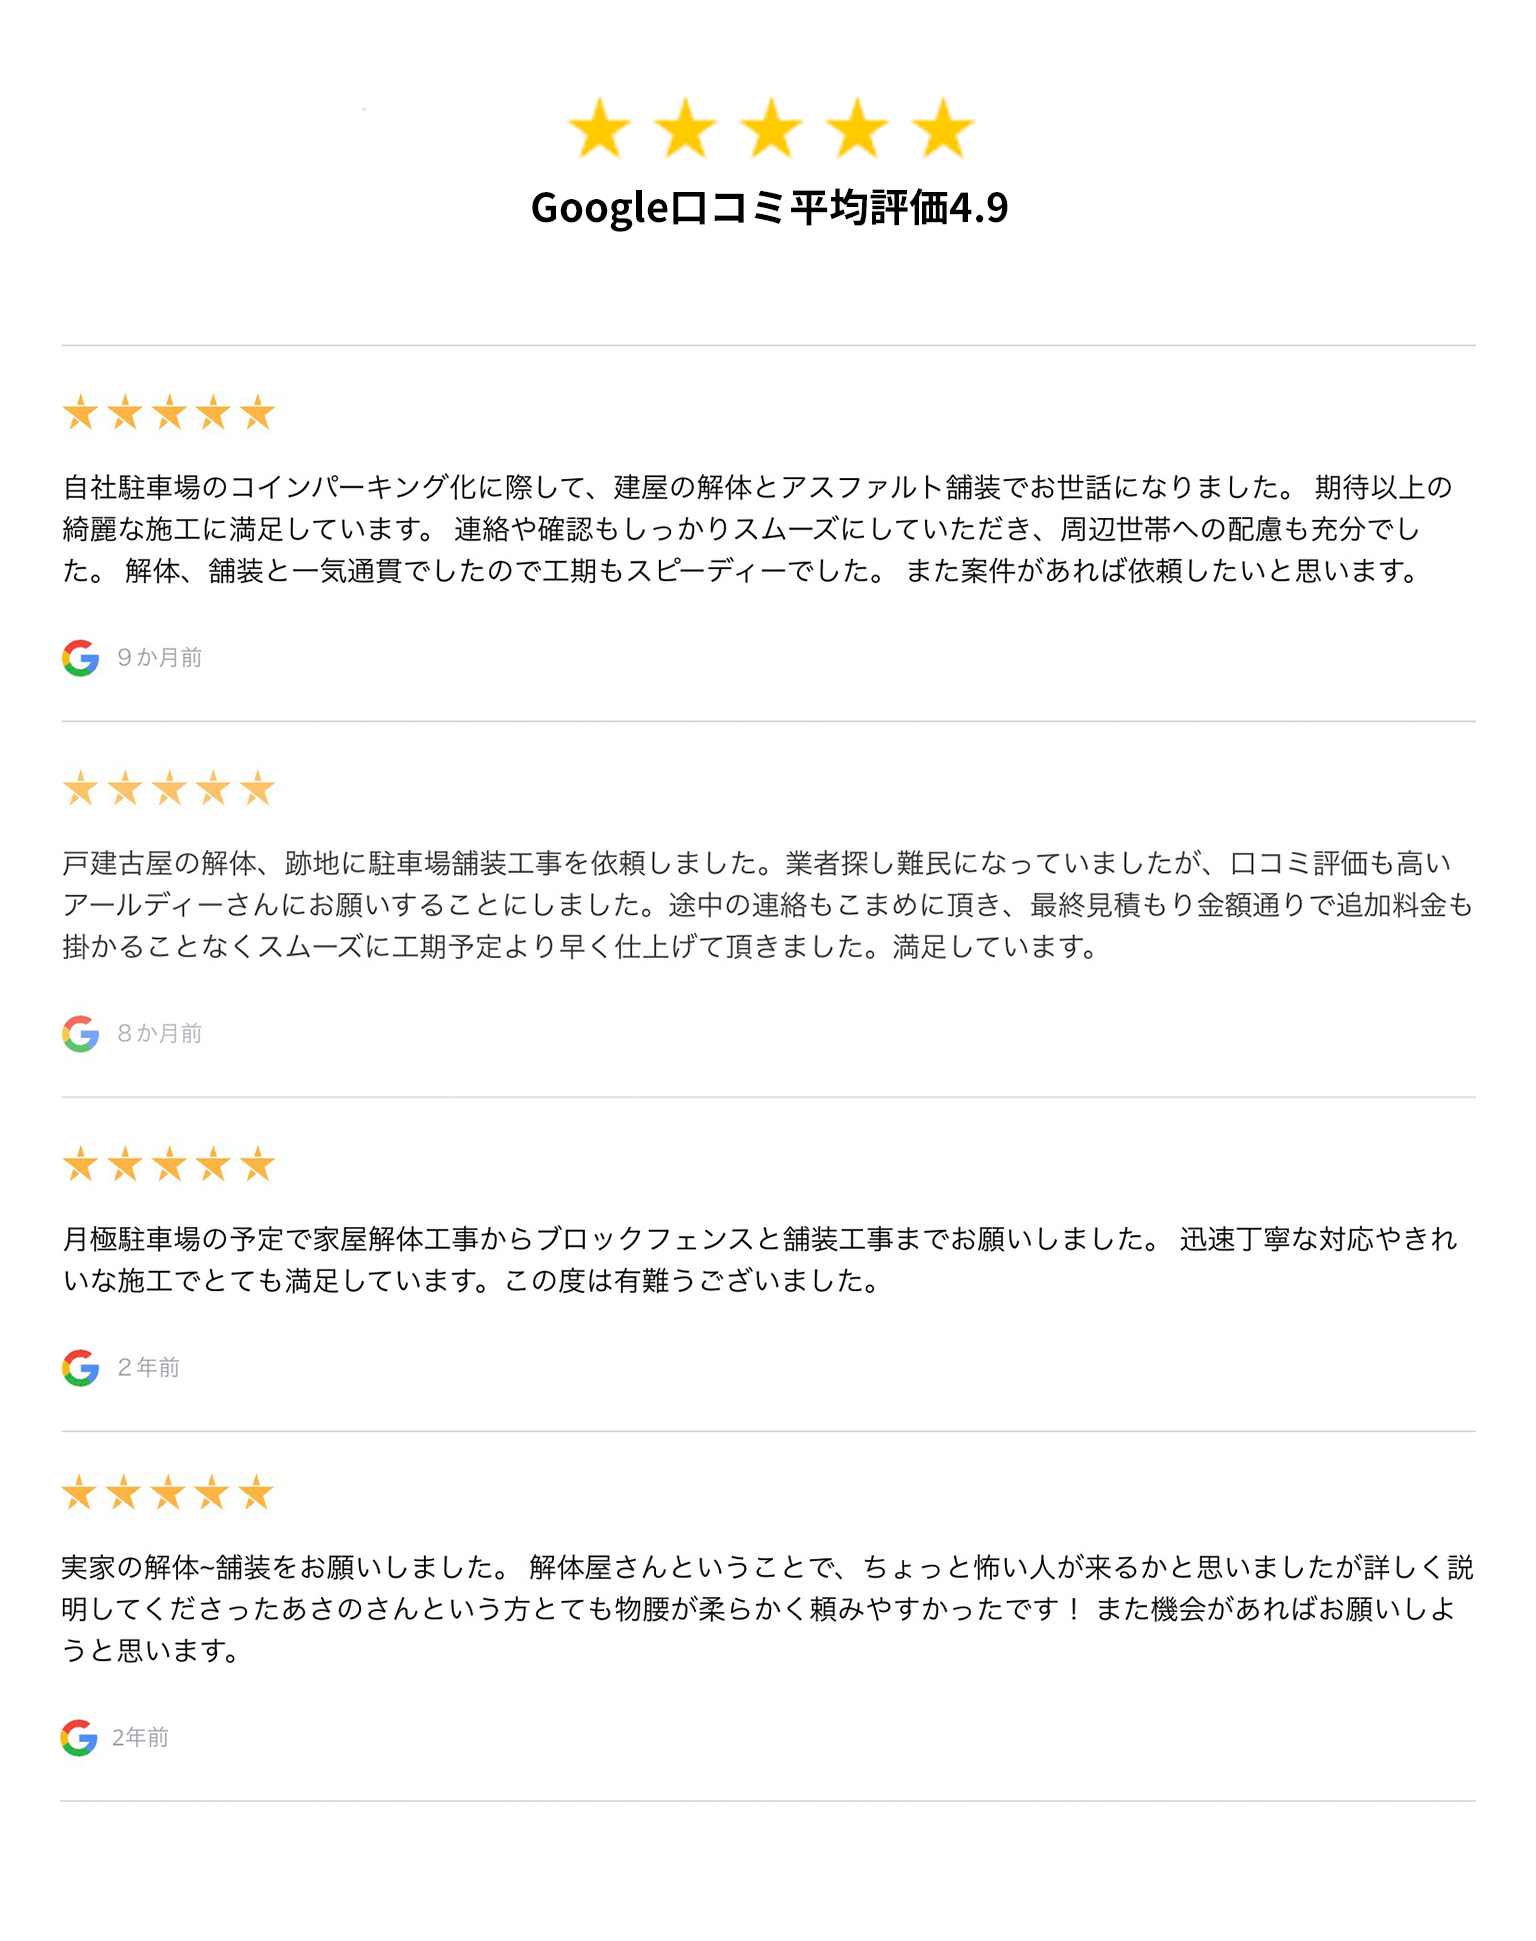 Google口コミ平均評価4.9
自社駐車場のコインパーキング化に際して、建屋の解体とアスファルト舗装でお世話になりました。 期待以上の
綺麗な施工に満足しています。 連絡や確認もしっかりスムーズにしていただき、周辺世帯への配慮も充分でし
た。 解体、舗装と一気通貫でしたので工期もスピーディーでした。 また案件があれば依頼したいと思います。
９か月前
戸建古屋の解体、跡地に駐車場舗装工事を依頼しました。業者探し難民になっていましたが、口コミ評価も高い
アールディーさんにお願いすることにしました。途中の連絡もこまめに頂き、最終見積もり金額通りで追加料金も
掛かることなくスムーズに工期予定より早く仕上げて頂きました。満足しています。
８か月前
月極駐車場の予定で家屋解体工事からブロックフェンスと舗装工事までお願いしました。 迅速丁寧な対応やきれ
いな施工でとても満足しています。この度は有難うございました。
２年前
実家の解体~舗装をお願いしました。 解体屋さんということで、ちょっと怖い人が来るかと思いましたが詳しく説
明してくださったあさのさんという方とても物腰が柔らかく頼みやすかったです！ また機会があればお願いしよ
うと思います。
2年前